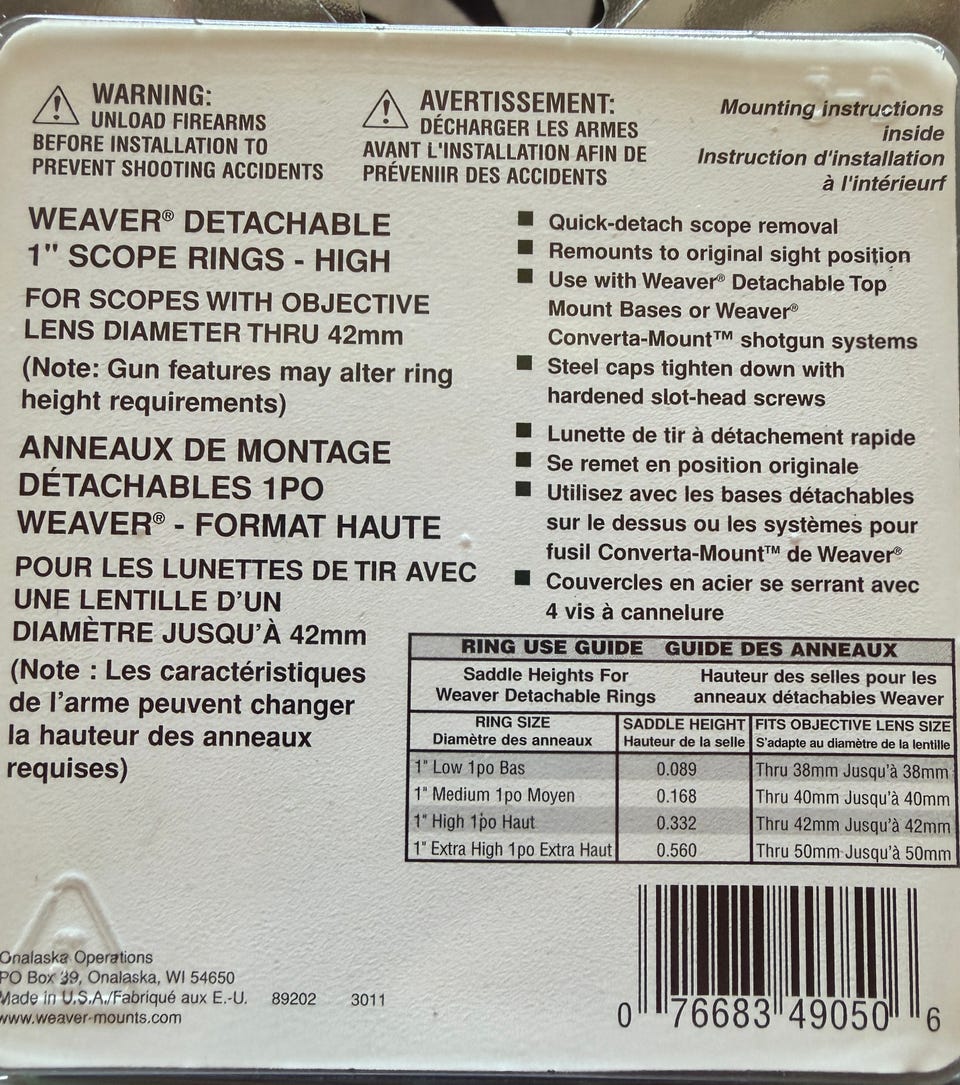 WARNING:
UNLOAD FIREARMS
BEFORE INSTALLATION TO
PREVENT SHOOTING ACCIDENTS
AVERTISSEMENT:
DÉCHARGER LES ARMES
AVANT L'INSTALLATION AFIN DE
PRÉVENIIR DES ACCIDENTS
Mounting instructions
inside
Instruction d'installation
à l'intérieurf
WEAVER® DETACHABLE
1" SCOPE RINGS - HIGH
FOR SCOPES WITH OBJECTIVE
LENS DIAMETER THRU 42mm
(Note: Gun features may alter ring
height requirements)
ANNEAUX DE MONTAGE
DÉTACHABLES 1PO
WEAVER® - FORMAT HAUTE
POUR LES LUNETTES DE TIR AVEC
UNE LENTILLE D'UN
DIAMÈTRE JUSQU'À 42mm
(Note : Les caractéristiques
de l'arme peuvent changer
la hauteur des anneaux
requises)
■ Quick-detach scope removal
■ Remounts to original sight position
■ Use with Weaver® Detachable Top
Mount Bases or Weaver®
Converta-Mount™ shotgun systems
■ Steel caps tighten down with
hardened slot-head screws
■ Lunette de tir à détachement rapide
■ Se remet en position originale
■ Utilisez avec les bases détachables
sur le dessus ou les systèmes pour
fusil Converta-Mount™ de Weaver®
■ Couvercles en acier se serrant avec
4 vis à cannelure
RING USE GUIDE GUIDE DES ANNEAUX
Saddle Heights For
Weaver Detachable Rings
Hauteur des selles pour les
anneaux détachables Weaver
RING SIZE SADDLE HEIGHT FITS OBJECTIVE LENS SIZE
Diamètre des anneaux Hauteur de la selle S'adapte au diamètre de la lentille
1" Low 1po Bas 0.089 Thru 38mm Jusqu'à 38mm
1" Medium 1po Moyen 0.168 Thru 40mm Jusqu'à 40mm
1" High 1po Haut 0.332 Thru 42mm Jusqu'à 42mm
1" Extra High 1po Extra Haut 0.560 Thru 50mm Jusqu'à 50mm
Onalaska Operations
PO Box 39, Onalaska, WI 54650
Made in U.S.A./Fabriqué aux E.-U. 89202 3011
www.weaver-mounts.com
0 76683 49050 6